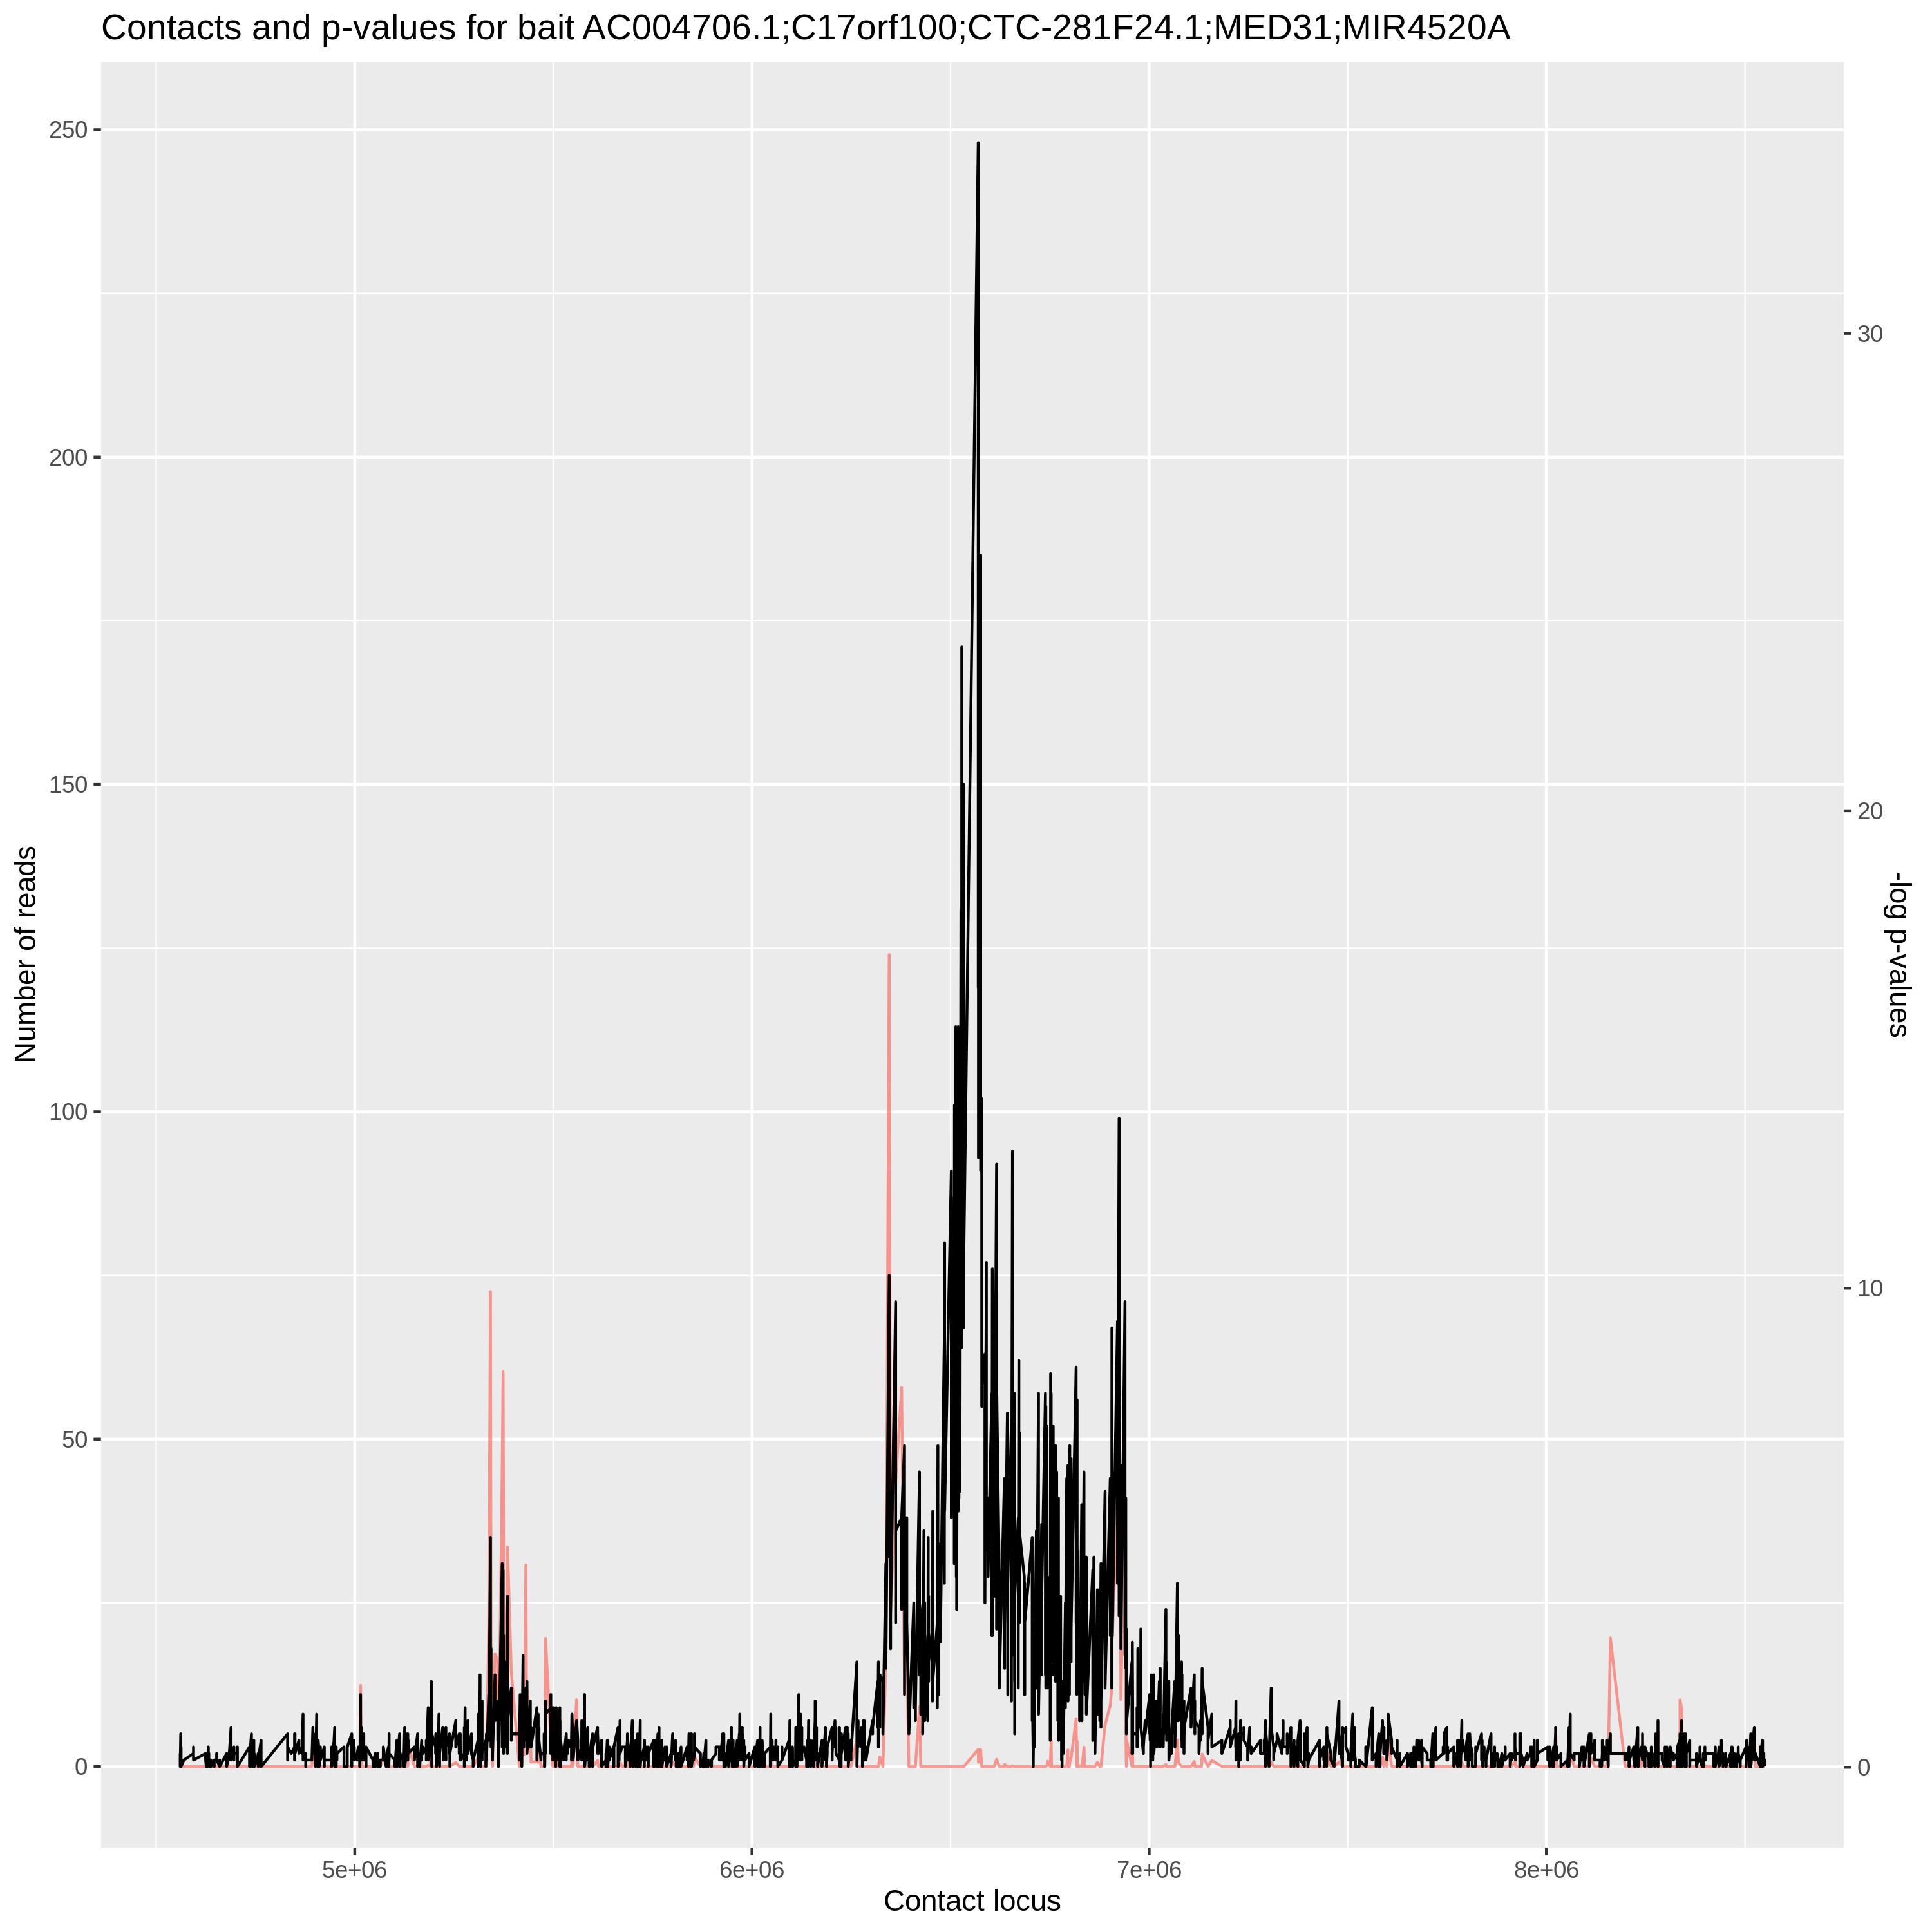 Contacts and p-values for bait AC004706.1;C17orf100;CTC-281F24.1;MED31;MIR4520A
250
200
150
100
50
0
Number of reads
30
20
10
0
-log p-values
5e+06
6e+06
7e+06
8e+06
Contact locus